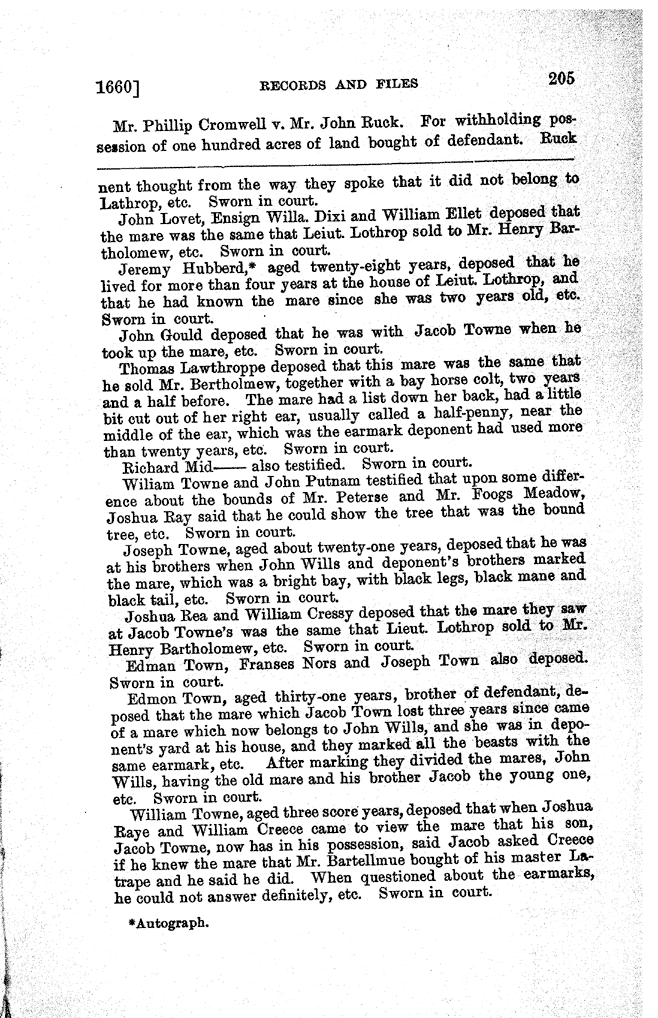 1660] RECORDS AND FILES 205
Mr. Phillip Cromwell v. Mr. John Ruck. For withholding pos-
session of one hundred acres of land bought of defendant. Ruck
nent thought from the way they spoke that it did not belong to
Lathrop, etc. Sworn in court.
John Lovet, Ensign Willa. Dixi and William Ellet deposed that
the mare was the same that Leiut. Lothrop sold to Mr. Henry Bar-
tholomew, etc. Sworn in court.
Jeremy Hubberd,* aged twenty-eight years, deposed that he
lived for more than four years at the house of Leiut. Lothrop, and
that he had known the mare since she was two years old, etc.
Sworn in court.
John Gould deposed that he was with Jacob Towne when he
took up the mare, etc. Sworn in court.
Thomas Lawthroppe deposed that this mare was the same that
he sold Mr. Bertholmew, together with a bay horse colt, two years
and a half before. The mare had a list down her back, had a little
bit cut out of her right ear, usually called a half-penny, near the
middle of the ear, which was the earmark deponent had used more
than twenty years, etc. Sworn in court.
Richard Mid—— also testified. Sworn in court.
Wiliam Towne and John Putnam testified that upon some differ-
ence about the bounds of Mr. Peterse and Mr. Foogs Meadow,
Joshua Ray said that he could show the tree that was the bound
tree, etc. Sworn in court.
Joseph Towne, aged about twenty-one years, deposed that he was
at his brothers when John Wills and deponent's brothers marked
the mare, which was a bright bay, with black legs, black mane and
black tail, etc. Sworn in court.
Joshua Rea and William Cressy deposed that the mare they saw
at Jacob Towne's was the same that Lieut. Lothrop sold to Mr.
Henry Bartholomew, etc. Sworn in court.
Edman Town, Franses Nors and Joseph Town also deposed.
Sworn in court.
Edmon Town, aged thirty-one years, brother of defendant, de-
posed that the mare which Jacob Town lost three years since came
of a mare which now belongs to John Wills, and she was in depo-
nent's yard at his house, and they marked all the beasts with the
same earmark, etc. After marking they divided the mares, John
Wills, having the old mare and his brother Jacob the young one,
etc. Sworn in court.
William Towne, aged three score years, deposed that when Joshua
Raye and William Creece came to view the mare that his son,
Jacob Towne, now has in his possession, said Jacob asked Creece
if he knew the mare that Mr. Bartellmue bought of his master La-
trape and he said he did. When questioned about the earmarks,
he could not answer definitely, etc. Sworn in court.
*Autograph.